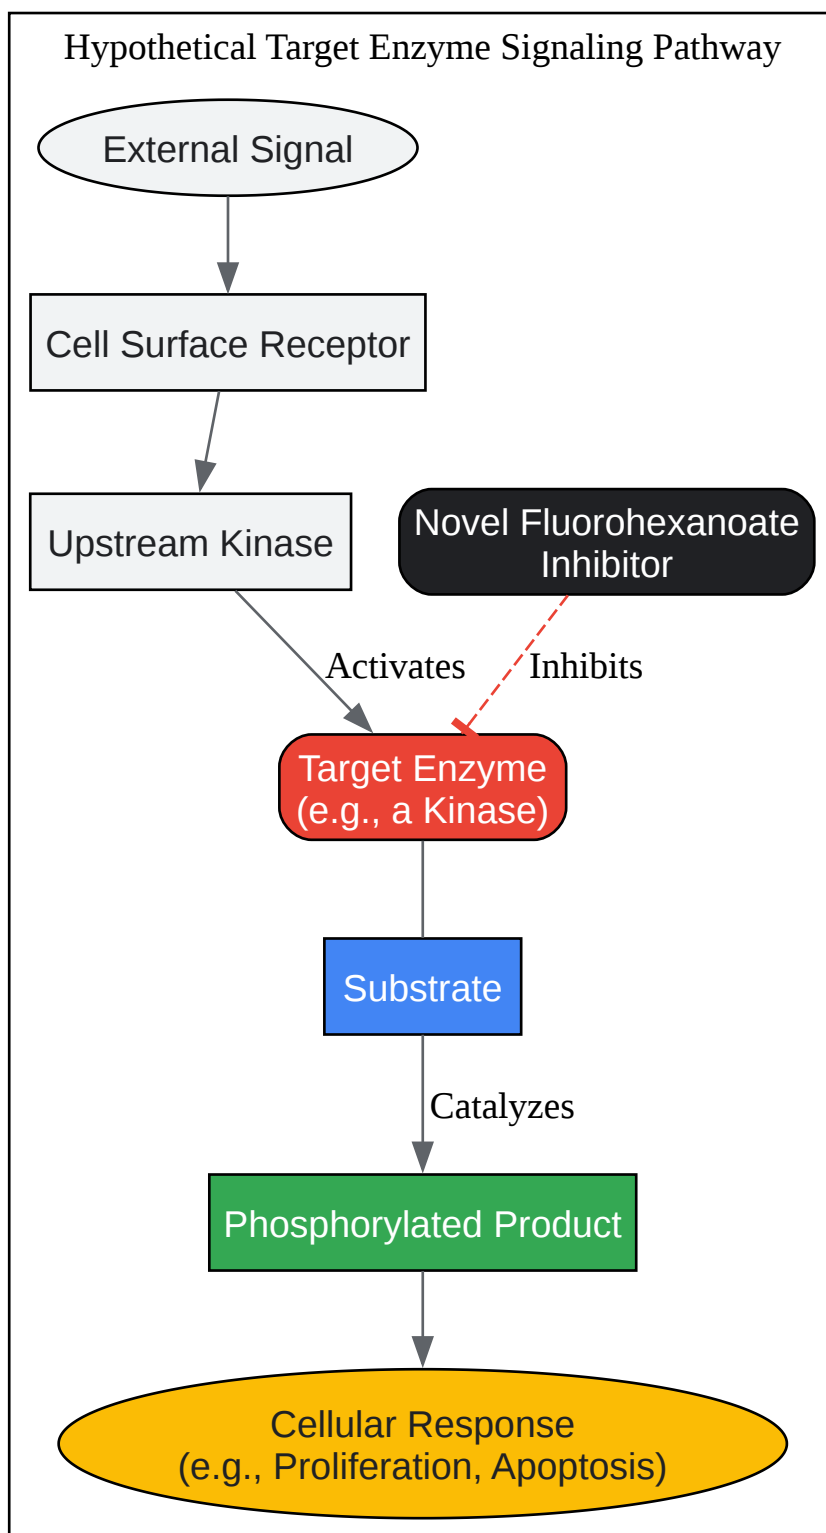 Hypothetical Target Enzyme Signaling Pathway
External Signal
Cell Surface Receptor
Upstream Kinase
Novel Fluorohexanoate
Inhibitor
Activates
Inhibits
Target Enzyme
(e.g., a Kinase)
Substrate
Catalyzes
Phosphorylated Product
Cellular Response
(e.g., Proliferation, Apoptosis)